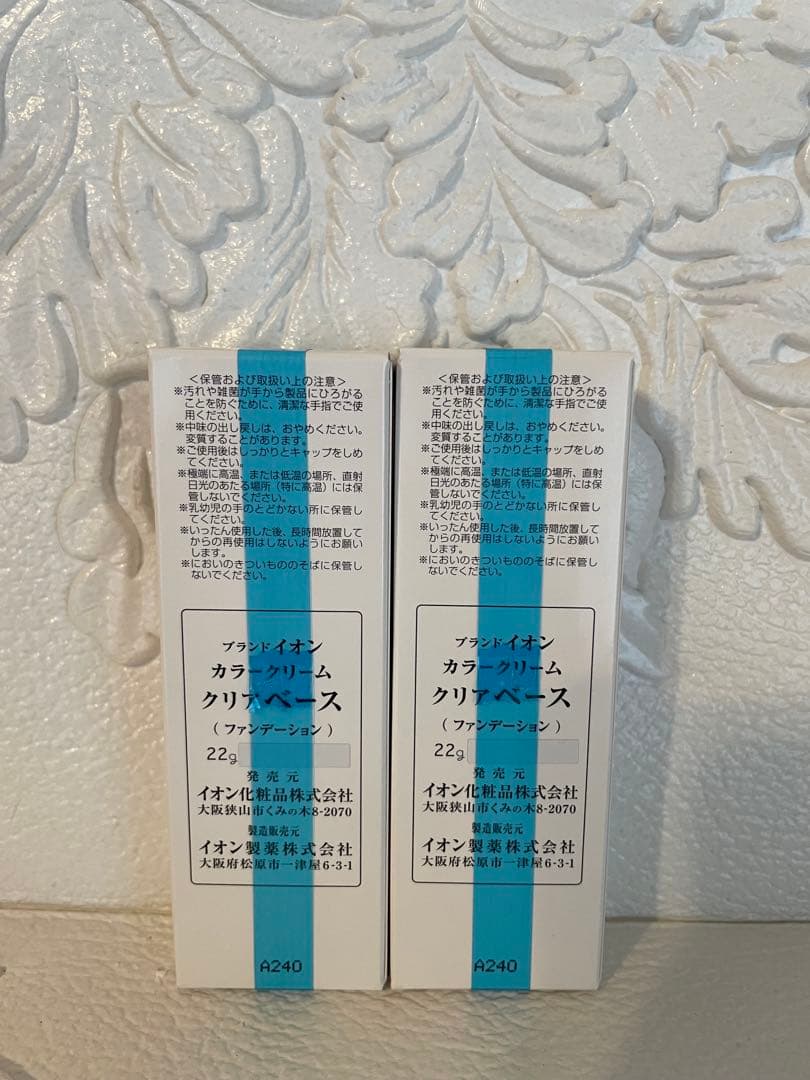 ＜保管および取扱い上の注意＞
※汚れや雑菌が手から製品にひろがる
ことを防ぐために、清潔な手指でご使
用ください。
※中味の出し戻しは、おやめください。
変質することがあります。
※ご使用後はしっかりとキャップをしめ
てください。
※極端に高温、または低温の場所、直射
日光のあたる場所（特に高温）には保
管しないでください。
※乳幼児の手のとどかない所に保管し
てください。
※いったん使用した後、長時間放置して
からの再使用はしないようにお願い
します。
※においのきついもののそばに保管し
ないでください。
ブランドイオン
カラークリーム
クリアベース
（ファンデーション）
22g
発売元
イオン化粧品株式会社
大阪狭山市くみの木8-2070
製造販売元
イオン製薬株式会社
大阪府松原市一津屋6-3-1
A240
＜保管および取扱い上の注意＞
※汚れや雑菌が手から製品にひろがる
ことを防ぐために、清潔な手指でご使
用ください。
※中味の出し戻しは、おやめください。
変質することがあります。
※ご使用後はしっかりとキャップをしめ
てください。
※極端に高温、または低温の場所、直射
日光のあたる場所（特に高温）には保
管しないでください。
※乳幼児の手のとどかない所に保管し
てください。
※いったん使用した後、長時間放置して
からの再使用はしないようにお願い
します。
※においのきついもののそばに保管し
ないでください。
ブランドイオン
カラークリーム
クリアベース
（ファンデーション）
22g
発売元
イオン化粧品株式会社
大阪狭山市くみの木8-2070
製造販売元
イオン製薬株式会社
大阪府松原市一津屋6-3-1
A240